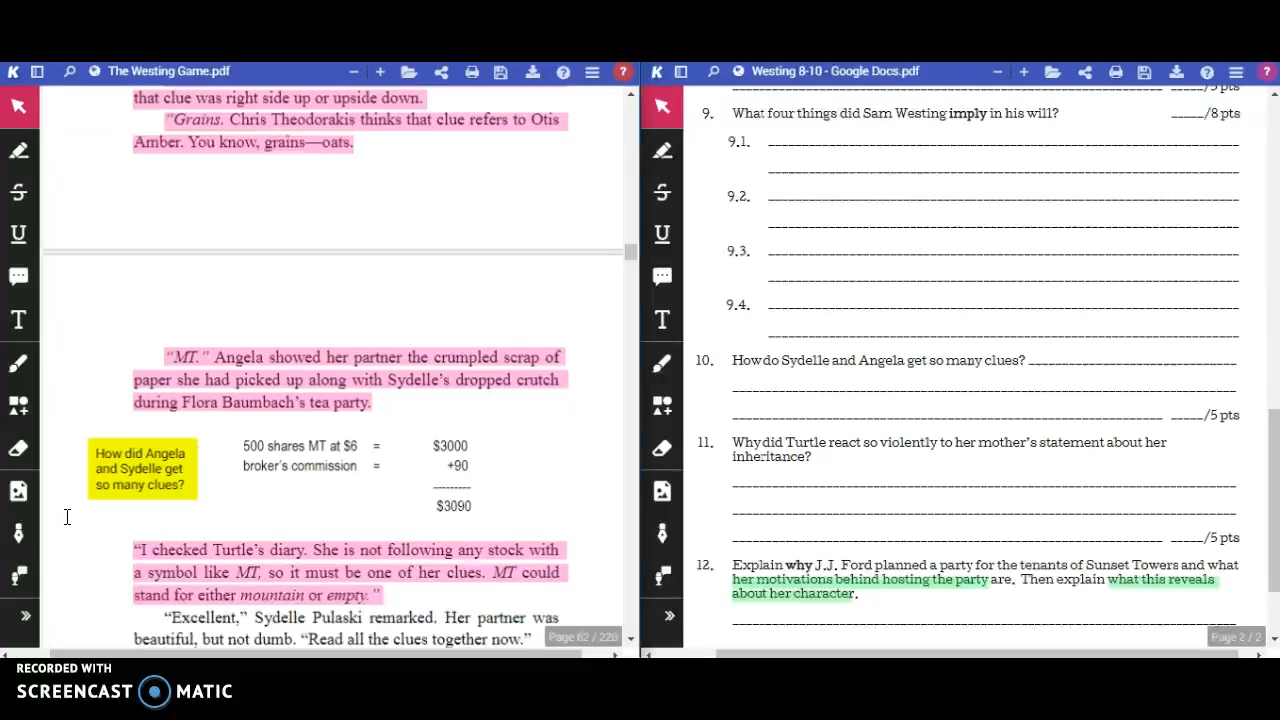 The Westing Game.pdf
that clue was right side up or upside down.
"Grains. Chris Theodorakis thinks that clue refers to Otis
Amber. You know, grains—oats.
"MT." Angela showed her partner the crumpled scrap of
paper she had picked up along with Sydelle's dropped crutch
during Flora Baumbach's tea party.
How did Angela
and Sydelle get
so many clues?
500 shares MT at $6 = $3000
broker's commission = +90
---------
$3090
"I checked Turtle's diary. She is not following any stock with
a symbol like MT, so it must be one of her clues. MT could
stand for either mountain or empty."
"Excellent," Sydelle Pulaski remarked. Her partner was
beautiful, but not dumb. "Read all the clues together now."
Page 62 / 226
Westing 8-10 - Google Docs.pdf
_____/5 pts
9. What four things did Sam Westing imply in his will? _____/8 pts
9.1.
9.2.
9.3.
9.4.
10. How do Sydelle and Angela get so many clues?
_____/5 pts
11. Why did Turtle react so violently to her mother's statement about her
inheritance?
_____/5 pts
12. Explain why J.J. Ford planned a party for the tenants of Sunset Towers and what
her motivations behind hosting the party are. Then explain what this reveals
about her character.
Page 2 / 2
RECORDED WITH
SCREENCAST MATIC